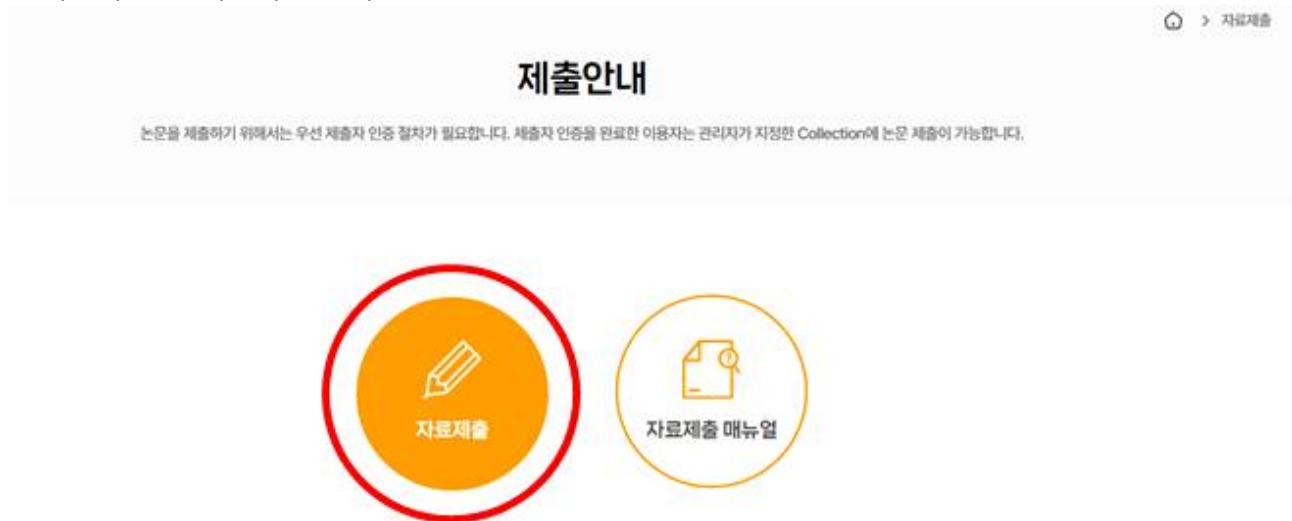 > 자료제출
제출안내
논문을 제출하기 위해서는 우선 제출자 인증 절차가 필요합니다. 제출자 인증을 완료한 이용자는 관리자가 지정한 Collection에 논문 제출이 가능합니다.
자료제출
자료제출 매뉴얼